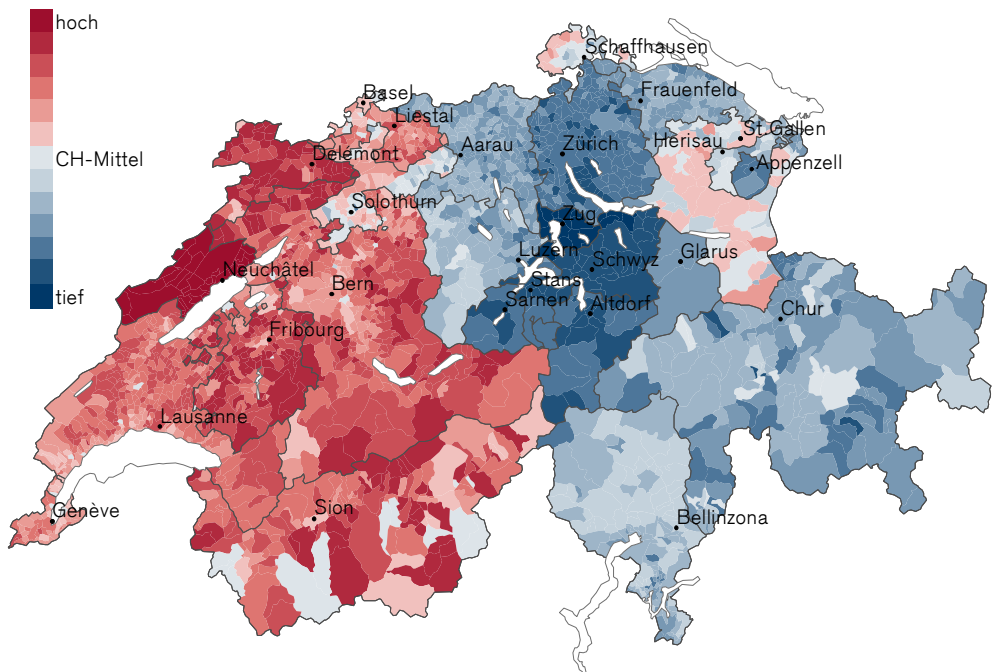 hoch
CH-Mittel
tief
Schaffhausen
Basel
Frauenfeld
Liestal
St.Gallen
Zürich
Herisau
Aarau
Delémont
Appenzell
Solothurn
Zug
Luzern
Glarus
Schwyz
Neuchâtel
Stans
Bern
Sarnen
Altdorf
Chur
Fribourg
Lausanne
Sion
Genève
Bellinzona